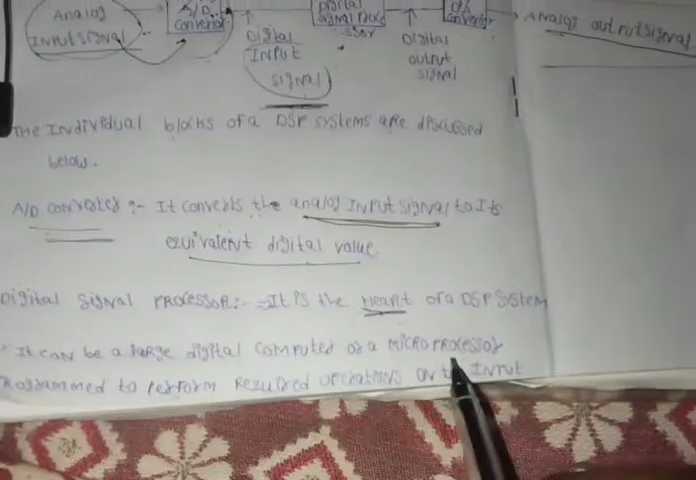 Analog
INPUT Signal
A/D
Converter
Digital
INPUT
signal
Digital
Signal Proce
ssor
Digital
output
signal
D/A
Converter
Analog output signal
The Individual blocks of a DSP systems are discussed
below.
A/D converter :- It converts the analog INPUT signal to Its
equivalent digital value
Digital Signal PROCESSOR:- It is the Heart of a DSP System
It can be a large digital computer or a MICRO PROCESSOR
PROGRAMMED to PERFORM REQUIRED OPERATIONS on INPUT